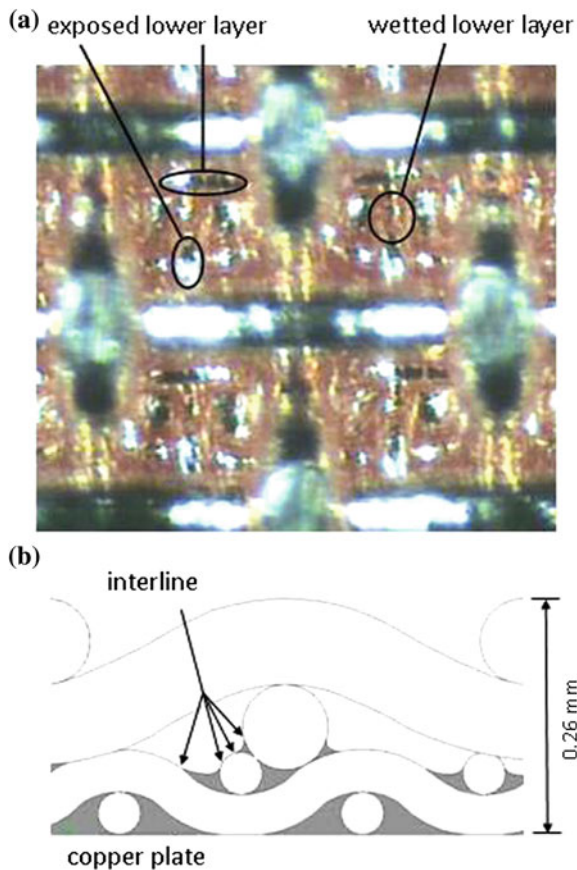 (a) exposed lower layer wetted lower layer
(b)
interline
0.26 mm
copper plate